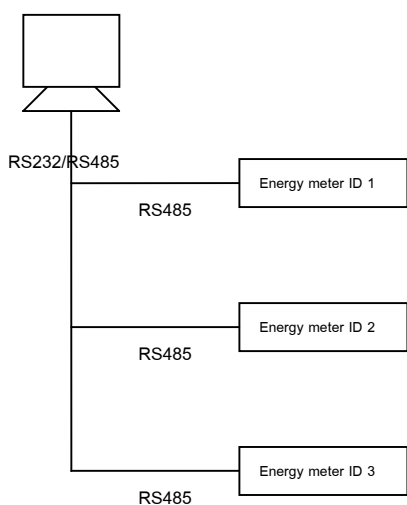 RS232/RS485
Energy meter ID 1
RS485
Energy meter ID 2
RS485
Energy meter ID 3
RS485